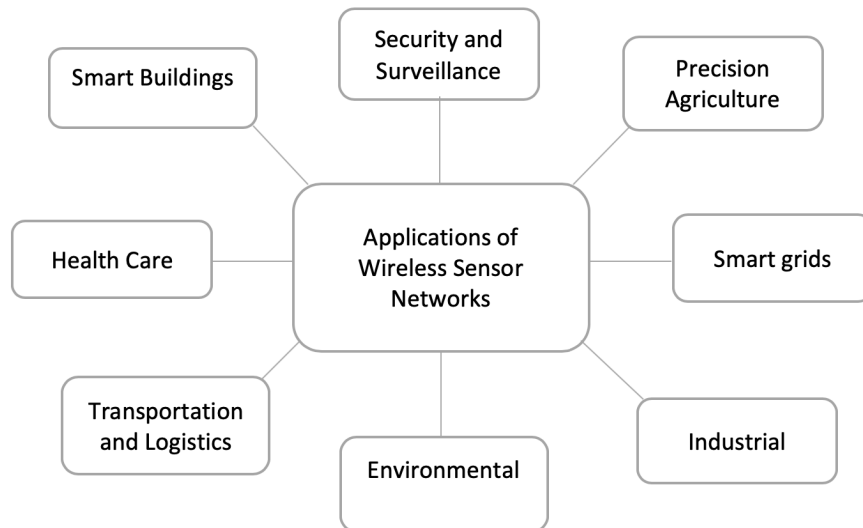 Security and
Surveillance
Smart Buildings
Precision
Agriculture
Applications of
Wireless Sensor
Networks
Health Care
Smart grids
Transportation
and Logistics
Industrial
Environmental